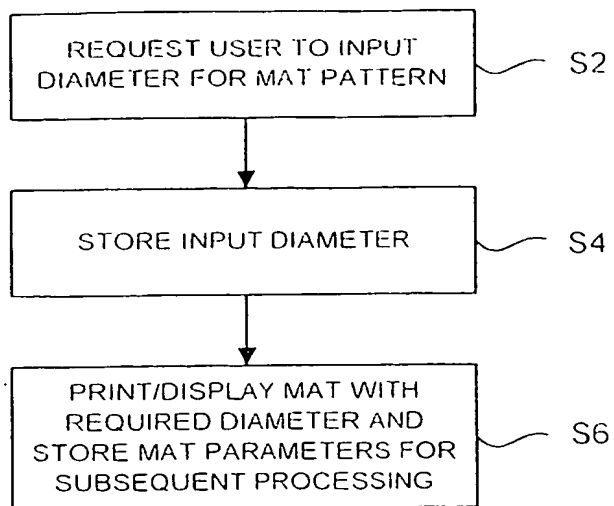 REQUEST USER TO INPUT
DIAMETER FOR MAT PATTERN
S2
STORE INPUT DIAMETER
S4
PRINT/DISPLAY MAT WITH
REQUIRED DIAMETER AND
STORE MAT PARAMETERS FOR
SUBSEQUENT PROCESSING
S6